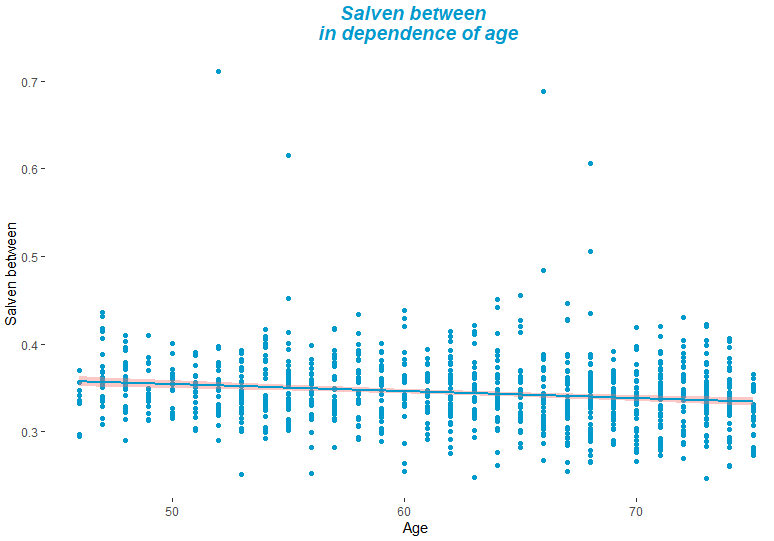 Salven between
in dependence of age
0.7
0.6
0.5
0.4
0.3
Salven between
50
60
70
Age